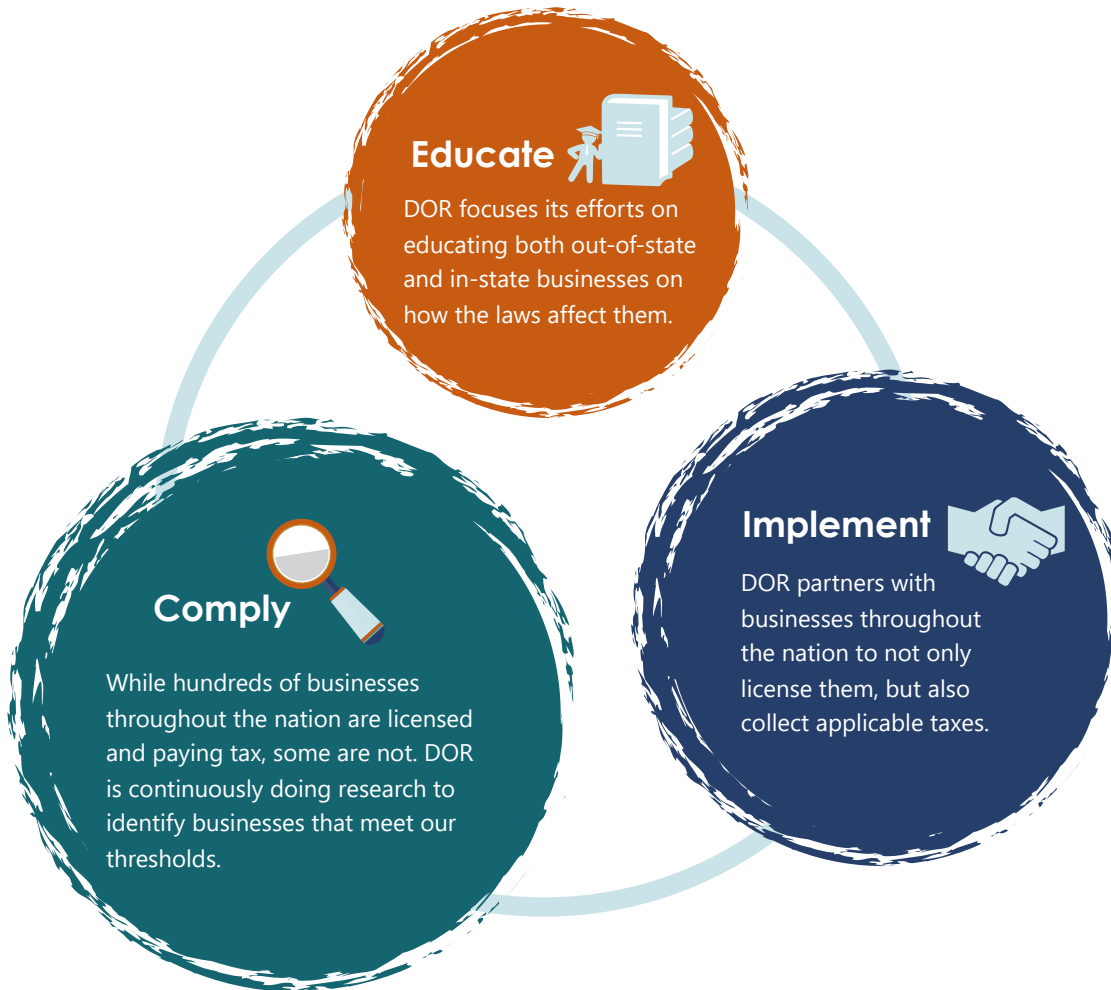 Educate
DOR focuses its efforts on
educating both out-of-state
and in-state businesses on
how the laws affect them.
Implement
DOR partners with
businesses throughout
the nation to not only
license them, but also
collect applicable taxes.
Comply
While hundreds of businesses
throughout the nation are licensed
and paying tax, some are not. DOR
is continuously doing research to
identify businesses that meet our
thresholds.